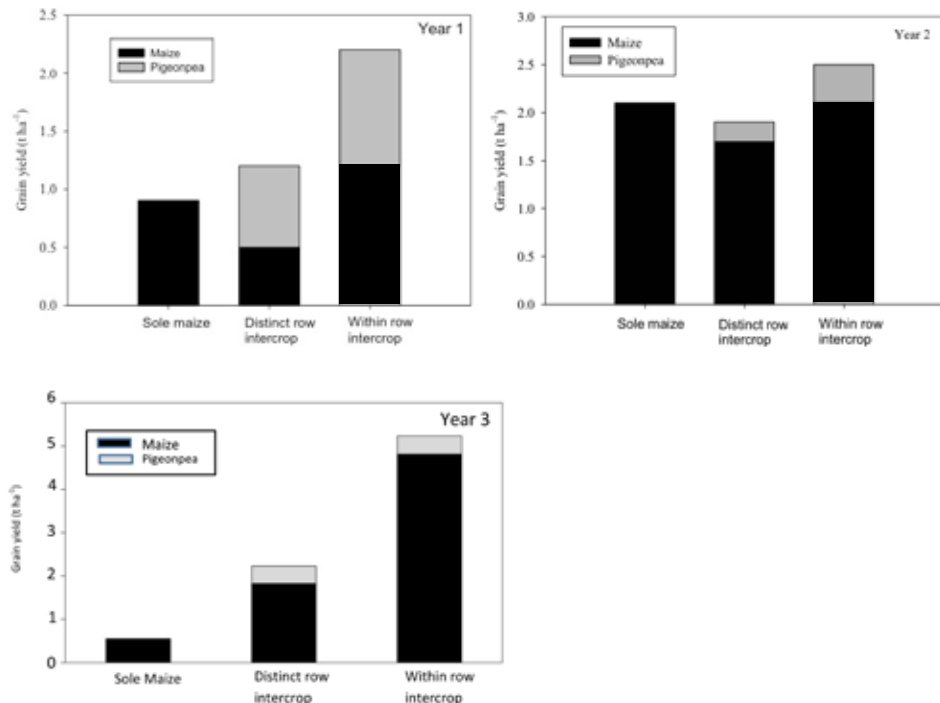 Year 1
Maize
Pigeonpea
Grain yield (t ha⁻¹)
2.5
2.0
1.5
1.0
0.5
0.0
Sole maize
Distinct row
intercrop
Within row
intercrop
Year 2
Maize
Pigeonpea
Grain yield (t ha⁻¹)
3.0
2.5
2.0
1.5
1.0
0.5
0.0
Sole maize
Distinct row
intercrop
Within row
intercrop
Year 3
Maize
Pigeonpea
Grain yield (t ha⁻¹)
6
5
4
3
2
1
0
Sole Maize
Distinct row
intercrop
Within row
intercrop